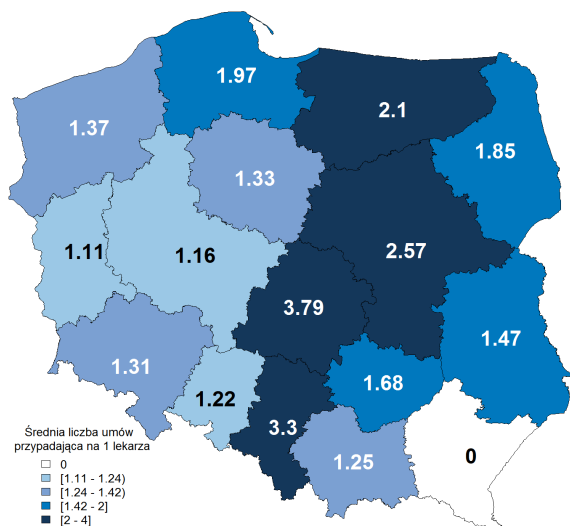 1.97
2.1
1.37
1.85
1.33
1.11
1.16
2.57
3.79
1.47
1.31
1.68
1.22
3.3
0
1.25
Średnia liczba umów
przypadająca na 1 lekarza
0
[1.11 - 1.24)
[1.24 - 1.42)
[1.42 - 2]
[2 - 4]